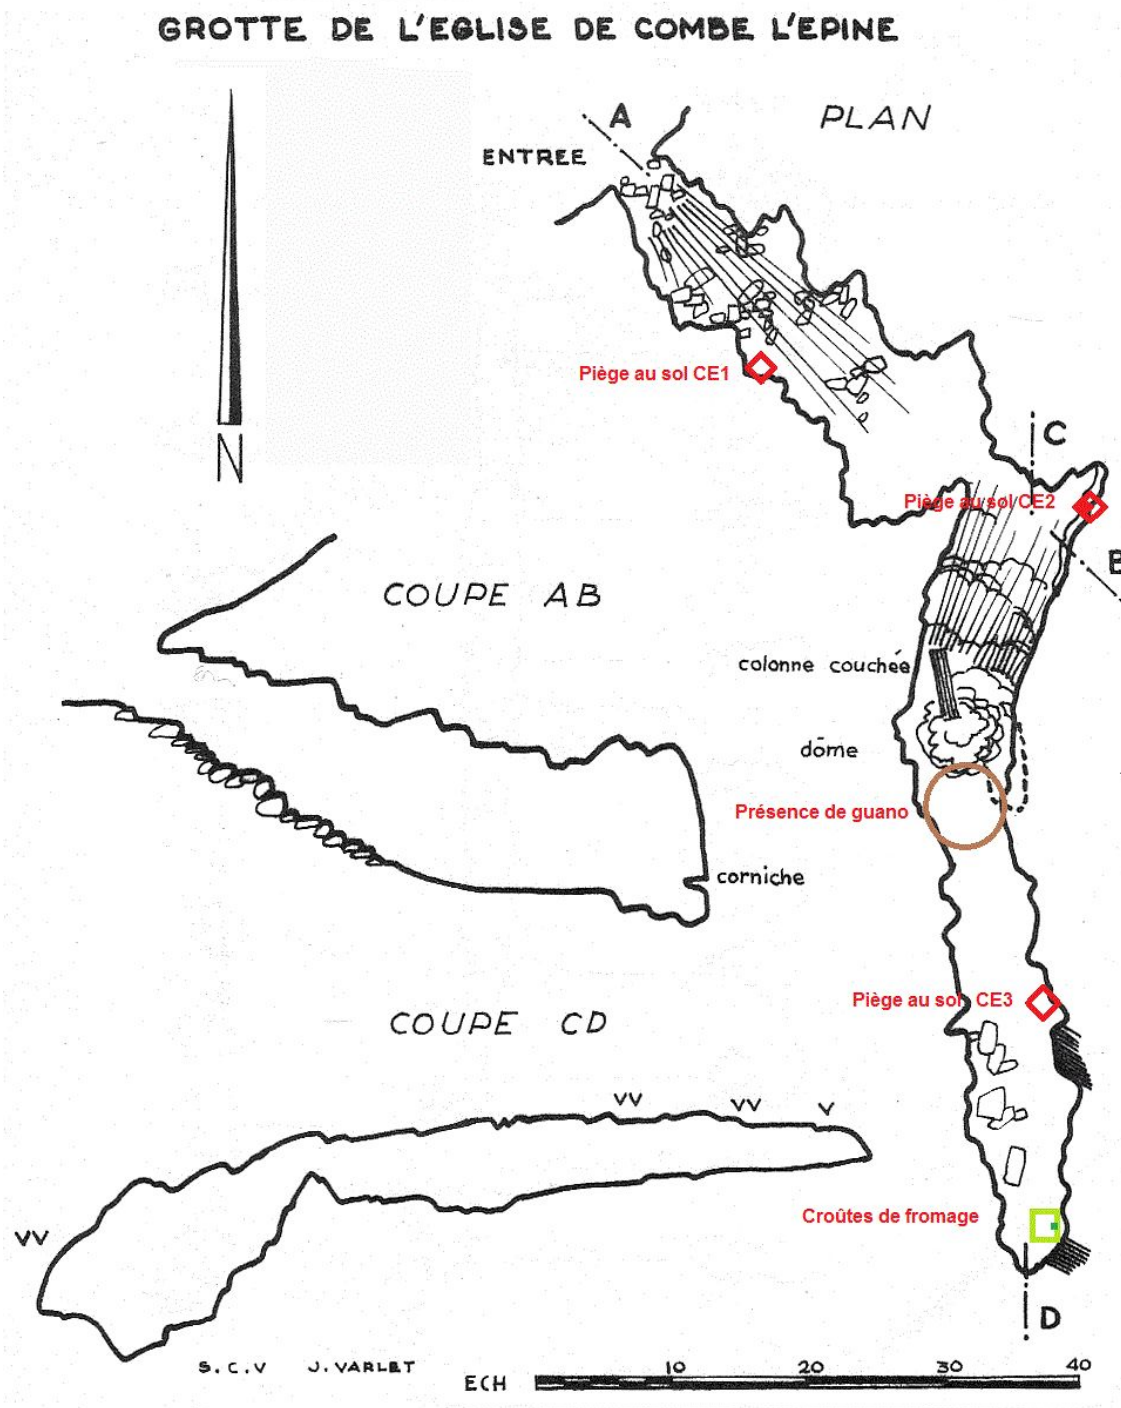 GROTTE DE L'EGLISE DE COMBE L'EPINE
A
PLAN
ENTREE
Piège au sol CE1
C
N
Piège au sol CE2
B
COUPE AB
colonne couchée
dôme
Présence de guano
corniche
Piège au sol CE3
COUPE CD
vv
vv
v
Croûtes de fromage
vv
D
S.C.V J. VARLET
10 20 30 40
ECH